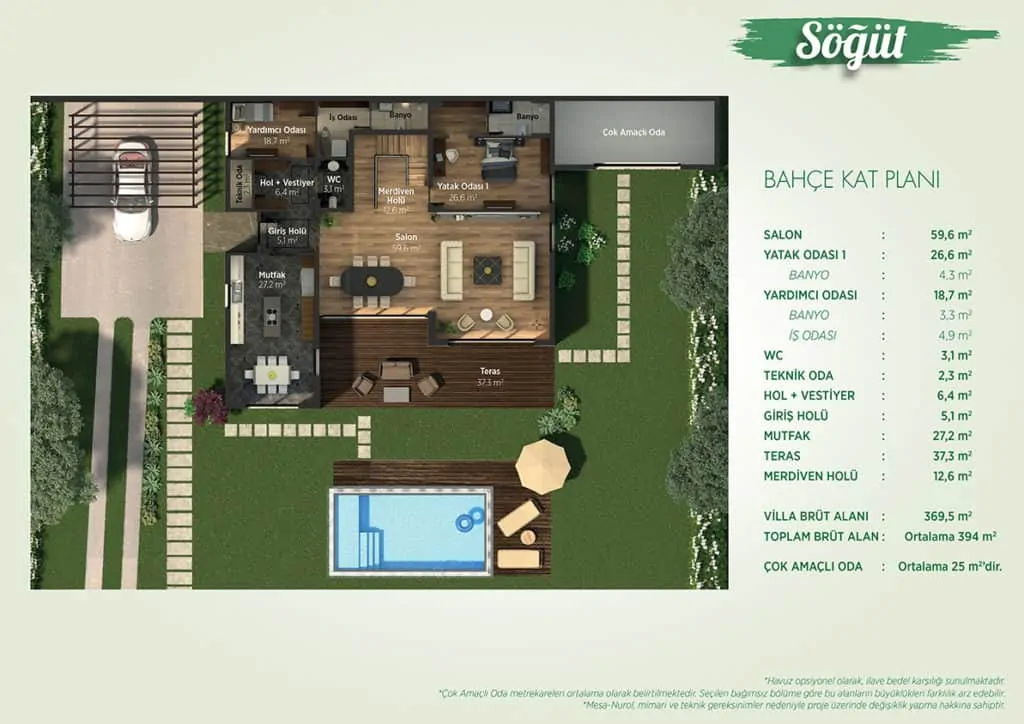 Söğüt
Yardımcı Odası
18,7 m²
İş Odası
Banyo
Banyo
Çok Amaçlı Oda
Teknik Oda
Hol + Vestiyer
6,4 m²
WC
3,1 m²
Merdiven
Holü
12,6 m²
Yatak Odası 1
26,6 m²
Giriş Holü
5,1 m²
Salon
59,6 m²
Mutfak
27,2 m²
Teras
37,3 m²
BAHÇE KAT PLANI
SALON : 59,6 m²
YATAK ODASI 1 : 26,6 m²
BANYO : 4,3 m²
YARDIMCI ODASI : 18,7 m²
BANYO : 3,3 m²
İŞ ODASI : 4,9 m²
WC : 3,1 m²
TEKNİK ODA : 2,3 m²
HOL + VESTİYER : 6,4 m²
GİRİŞ HOLÜ : 5,1 m²
MUTFAK : 27,2 m²
TERAS : 37,3 m²
MERDİVEN HOLÜ : 12,6 m²
VILLA BRÜT ALANI : 369,5 m²
TOPLAM BRÜT ALAN : Ortalama 394 m²
ÇOK AMAÇLI ODA : Ortalama 25 m²'dir.
*Havuz opsiyonel olarak, ilave bedel karşılığı sunulmaktadır.
*Çok Amaçlı Oda metrekareleri ortalama olarak belirtilmektedir. Seçilen bağımsız bölüme göre bu alanların büyüklükleri farklılık arz edebilir.
*Mesa-Nurol, mimari ve teknik gereksinimler nedeniyle proje üzerinde değişiklik yapma hakkına sahiptir.